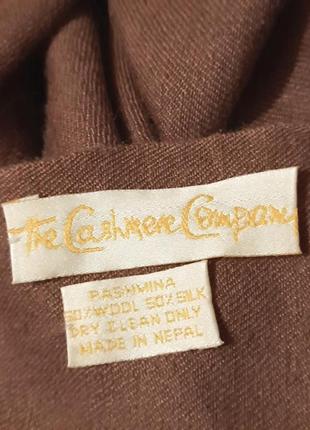 The Cashmere Company
PASHMINA
50%WOOL 50%SILK
DRY CLEAN ONLY
MADE IN NEPAL